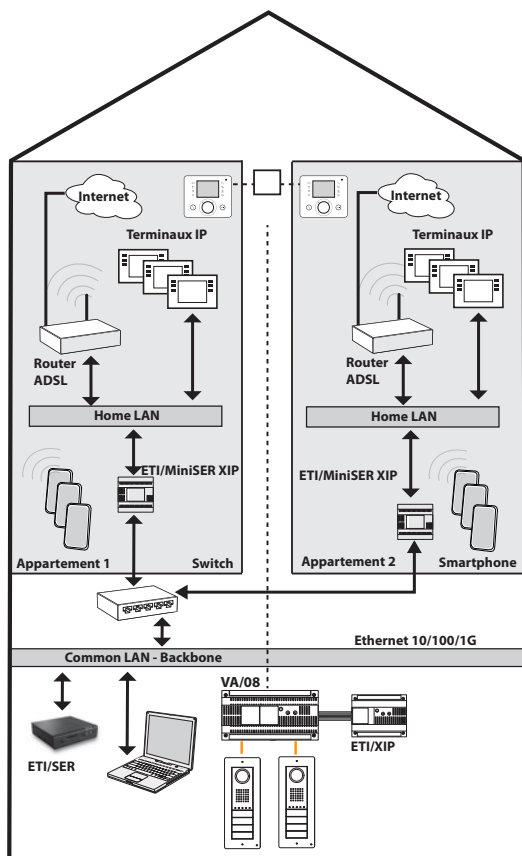 Internet
Terminaux IP
Router
ADSL
Home LAN
ETI/MiniSER XIP
Appartement 1
Switch
Internet
Terminaux IP
Router
ADSL
Home LAN
ETI/MiniSER XIP
Appartement 2
Smartphone
Ethernet 10/100/1G
Common LAN - Backbone
VA/08
ETI/SER
ETI/XIP